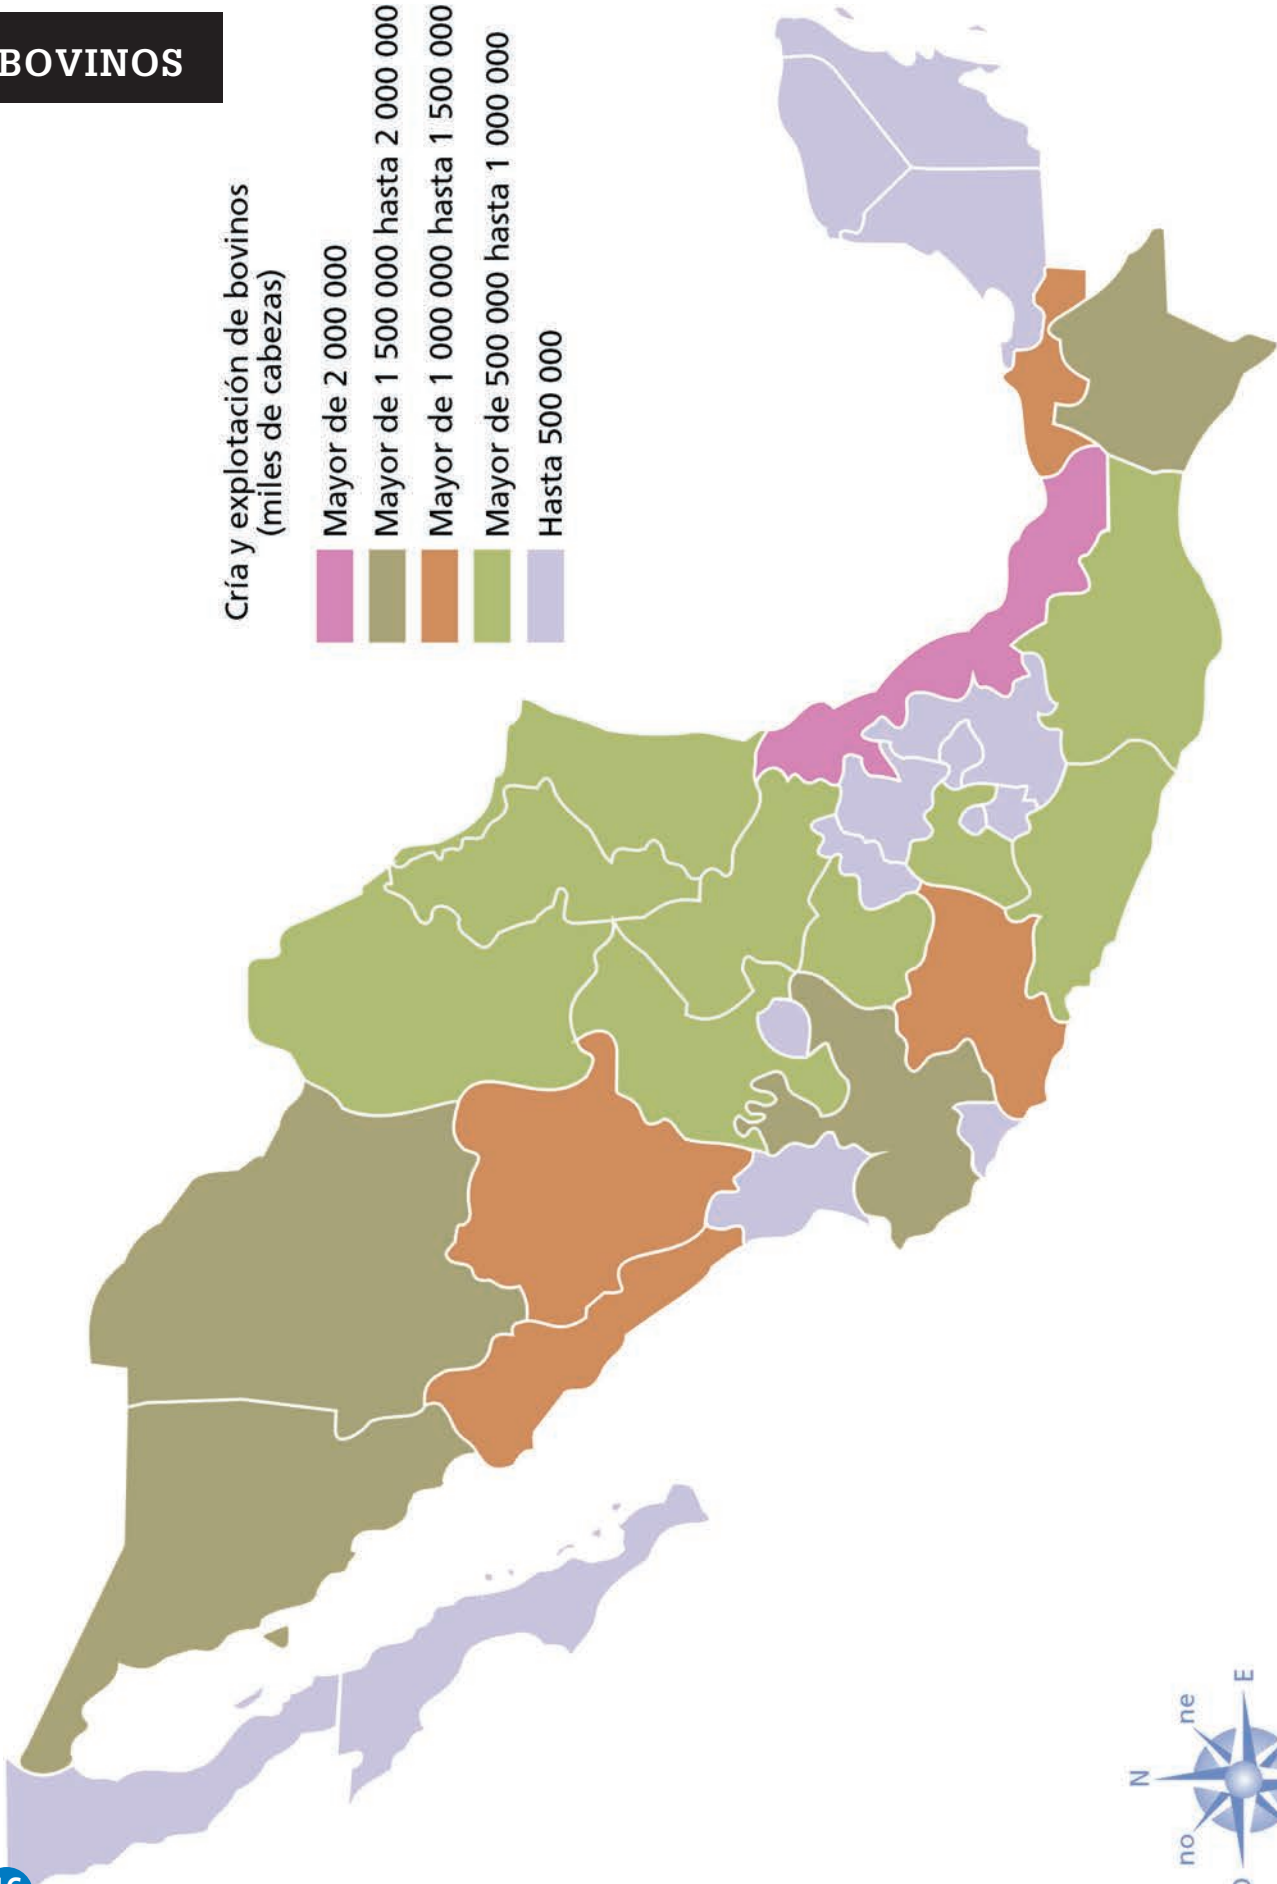 BOVINOS
Cría y explotación de bovinos
(miles de cabezas)
Mayor de 2 000 000
Mayor de 1 500 000 hasta 2 000 000
Mayor de 1 000 000 hasta 1 500 000
Mayor de 500 000 hasta 1 000 000
Hasta 500 000
N
no
ne
E